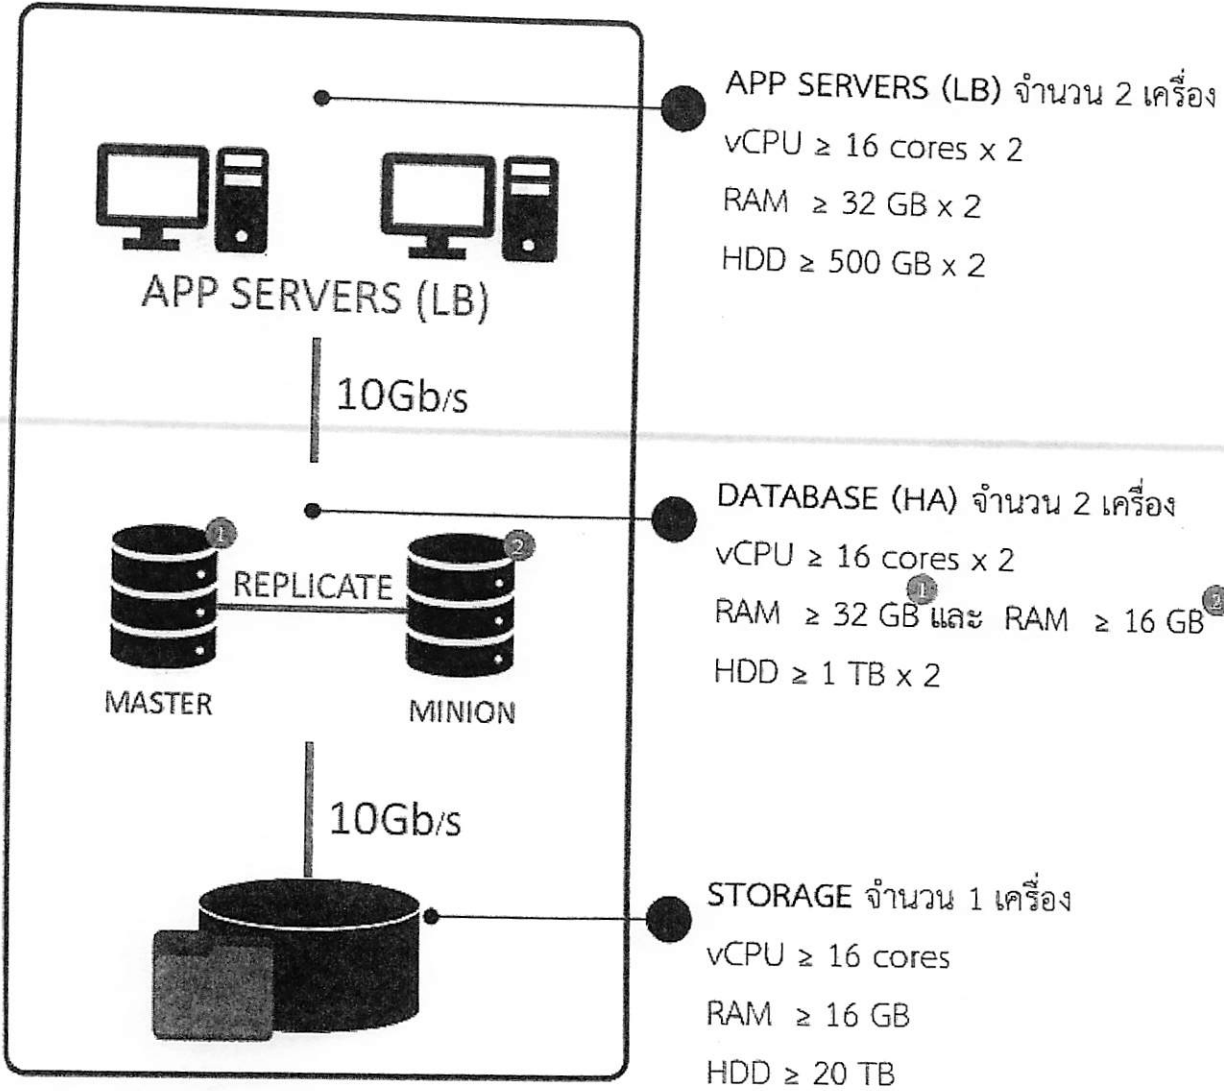 APP SERVERS (LB) จำนวน 2 เครื่อง
vCPU ≥ 16 cores x 2
RAM ≥ 32 GB x 2
HDD ≥ 500 GB x 2
APP SERVERS (LB)
10Gb/s
DATABASE (HA) จำนวน 2 เครื่อง
vCPU ≥ 16 cores x 2
RAM ≥ 32 GB 1 และ RAM ≥ 16 GB 2
HDD ≥ 1 TB x 2
1
2
REPLICATE
MASTER
MINION
10Gb/s
STORAGE จำนวน 1 เครื่อง
vCPU ≥ 16 cores
RAM ≥ 16 GB
HDD ≥ 20 TB